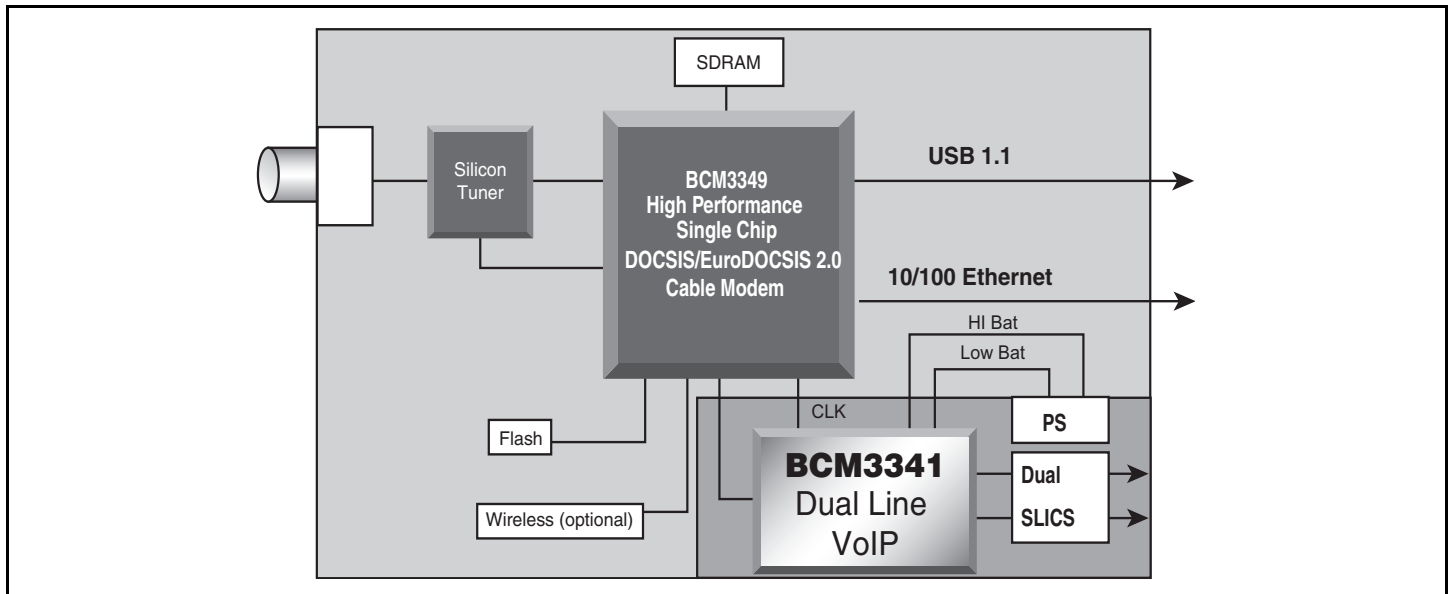 SDRAM
Silicon
Tuner
BCM3349
High Performance
Single Chip
DOCSIS/EuroDOCSIS 2.0
Cable Modem
USB 1.1
10/100 Ethernet
HI Bat
Low Bat
CLK
PS
Flash
BCM3341
Dual Line
VoIP
Dual
SLICS
Wireless (optional)